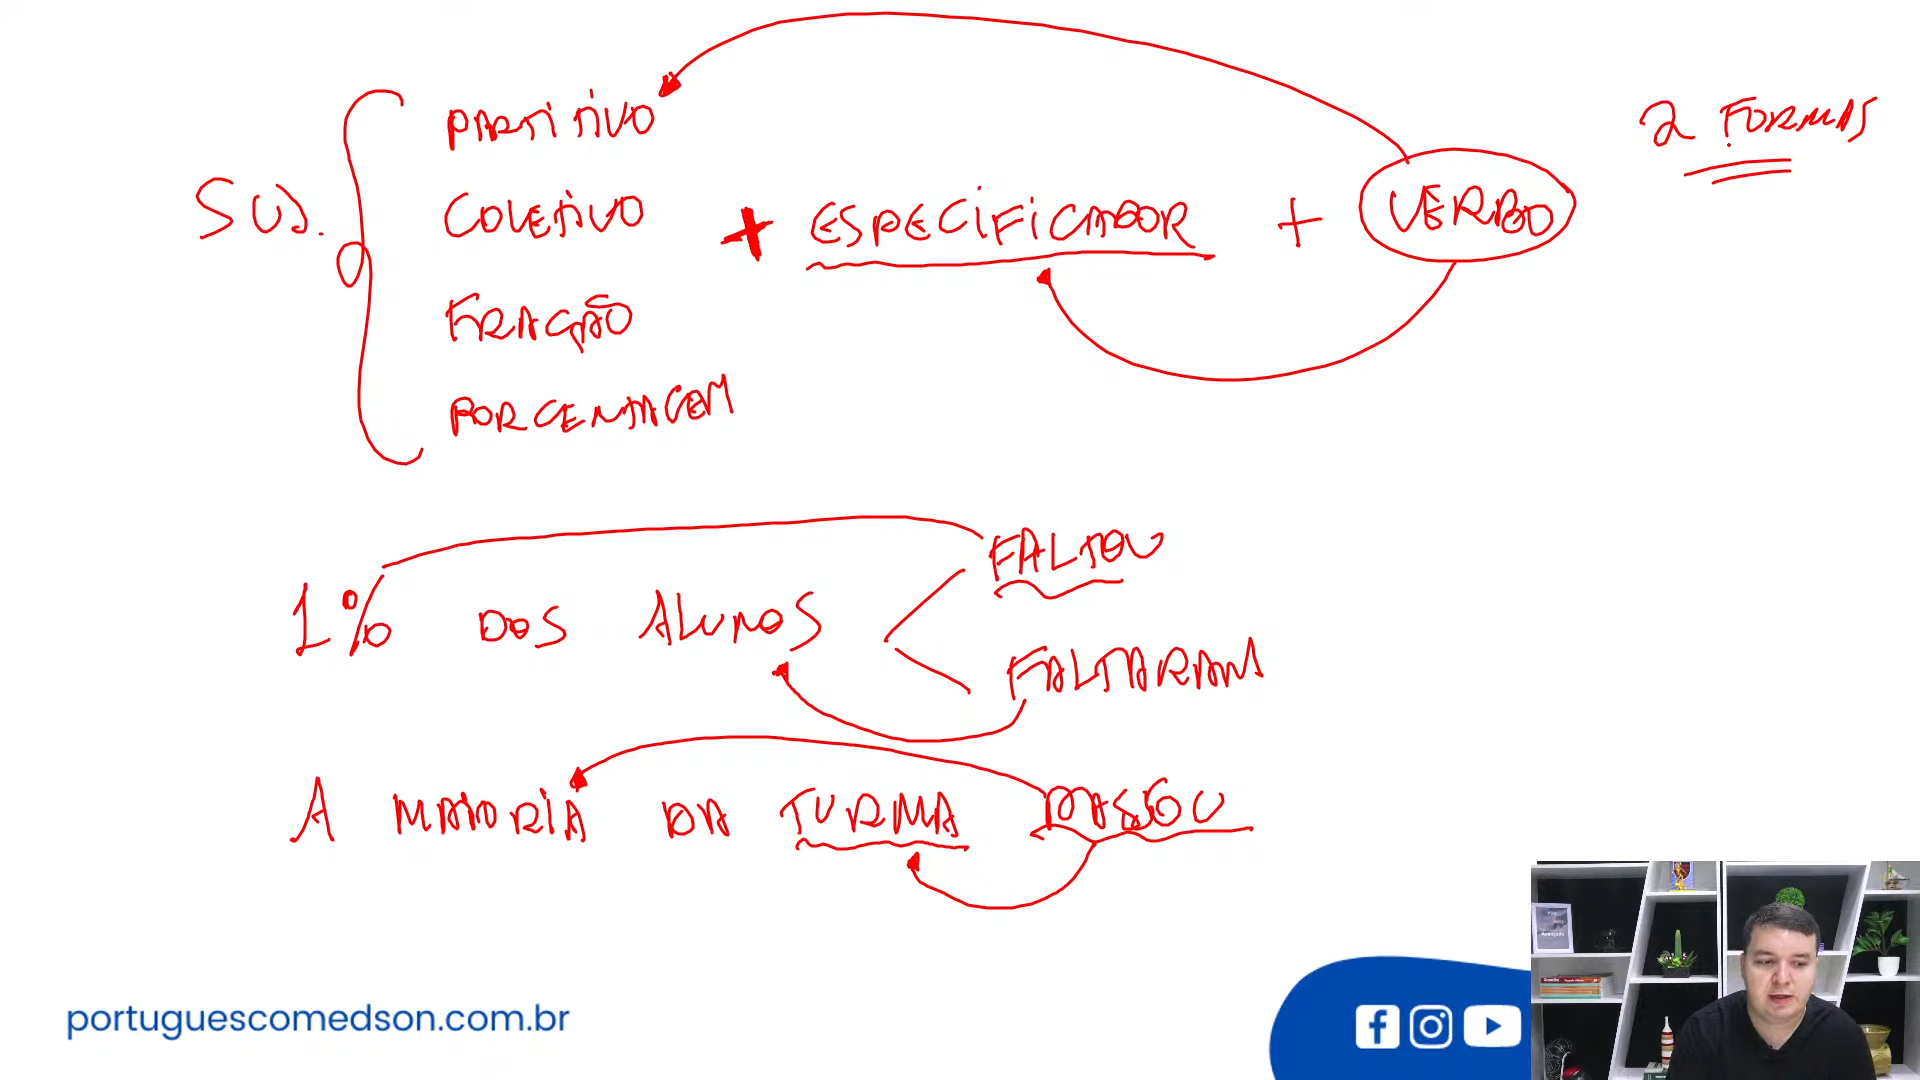 PARTITIVO
2 FORMAS
SUJ. COLETIVO + ESPECIFICADOR + VERBO
FRAÇÃO
PORCENTAGEM
FALTOU
1% DOS ALUNOS
FALTARAM
A MAIORIA DA TURMA PASSOU
portuguescomedson.com.br